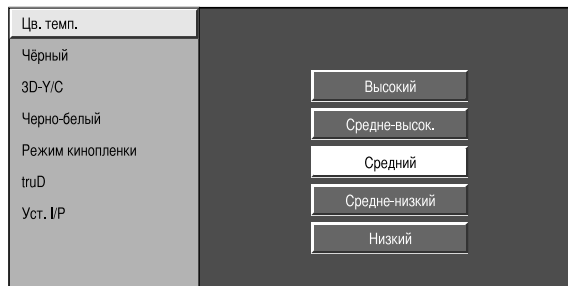 Цв. темп.
Чёрный
3D-Y/C
Черно-белый
Режим кинопленки
truD
Уст. I/P
Высокий
Средне-высок.
Средний
Средне-низкий
Низкий